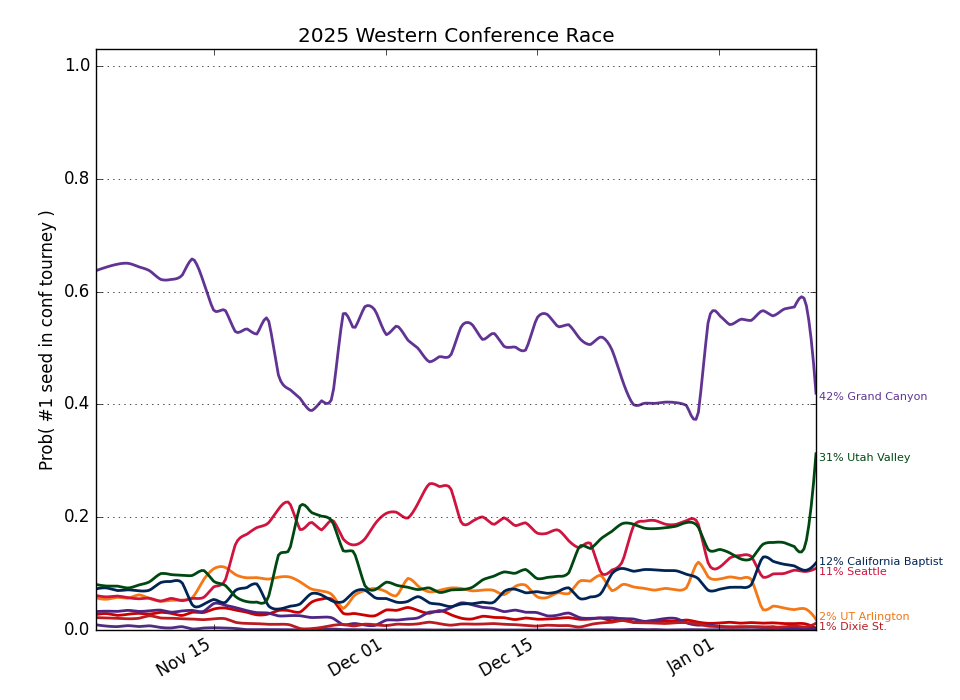 2025 Western Conference Race
Prob( #1 seed in conf tourney )
1.0
0.8
0.6
0.4
0.2
0.0
42% Grand Canyon
31% Utah Valley
12% California Baptist
11% Seattle
2% UT Arlington
1% Dixie St.
Nov 15
Dec 01
Dec 15
Jan 01